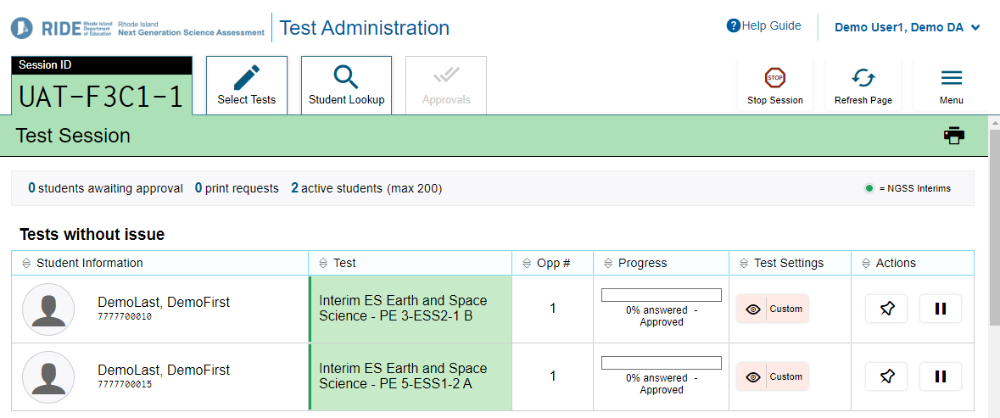 RIDE Rhode Island Department of Education
Rhode Island
Next Generation Science Assessment
Test Administration
Help Guide
Demo User1, Demo DA
Session ID
UAT-F3C1-1
Select Tests
Student Lookup
Approvals
STOP
Stop Session
Refresh Page
Menu
Test Session
0 students awaiting approval 0 print requests 2 active students (max 200)
= NGSS Interims
Tests without issue
Student Information Test Opp # Progress Test Settings Actions
DemoLast, DemoFirst
7777700010
Interim ES Earth and Space
Science - PE 3-ESS2-1 B
1
0% answered -
Approved
Custom
DemoLast, DemoFirst
7777700015
Interim ES Earth and Space
Science - PE 5-ESS1-2 A
1
0% answered -
Approved
Custom